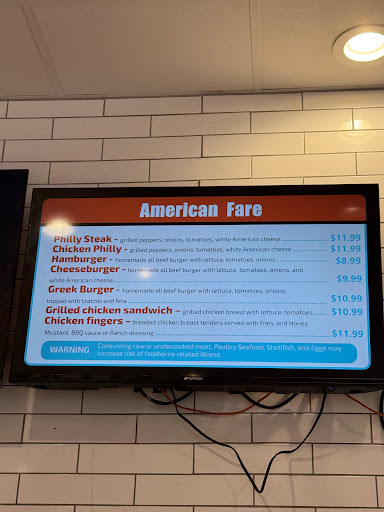 American Fare
Philly Steak - grilled peppers, onions, tomatoes, white American cheese ........ $11.99
Chicken Philly - grilled peppers, onions, tomatoes, white American cheese ........ $11.99
Hamburger - homemade all beef burger with lettuce, tomatoes, onions ........ $8.99
Cheeseburger - homemade all beef burger with lettuce, tomatoes, onions, and
white American cheese ........ $9.99
Greek Burger - homemade all beef burger with lettuce, tomatoes, onions,
topped with tzatziki and feta ........ $10.99
Grilled chicken sandwich - grilled chicken breast with lettuce, tomatoes ........ $10.99
Chicken fingers - breaded chicken breast tenders served with fries, and Honey
Mustard, BBQ sauce or Ranch dressing ........ $11.99
WARNING Consuming raw or undercooked meat, Poultry Seafood, Shellfish, and Eggs may
increase risk of foodborne related illness